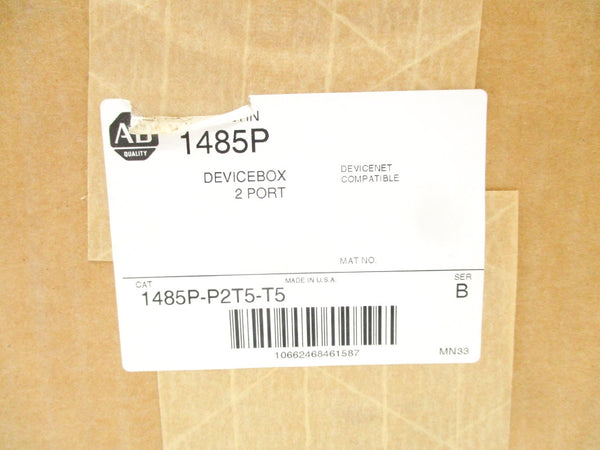 AB
QUALITY
1485P
DEVICEBOX
2 PORT
DEVICENET
COMPATIBLE
MAT NO.
CAT
MADE IN U.S.A.
SER
1485P-P2T5-T5
B
10662468461587
MN33